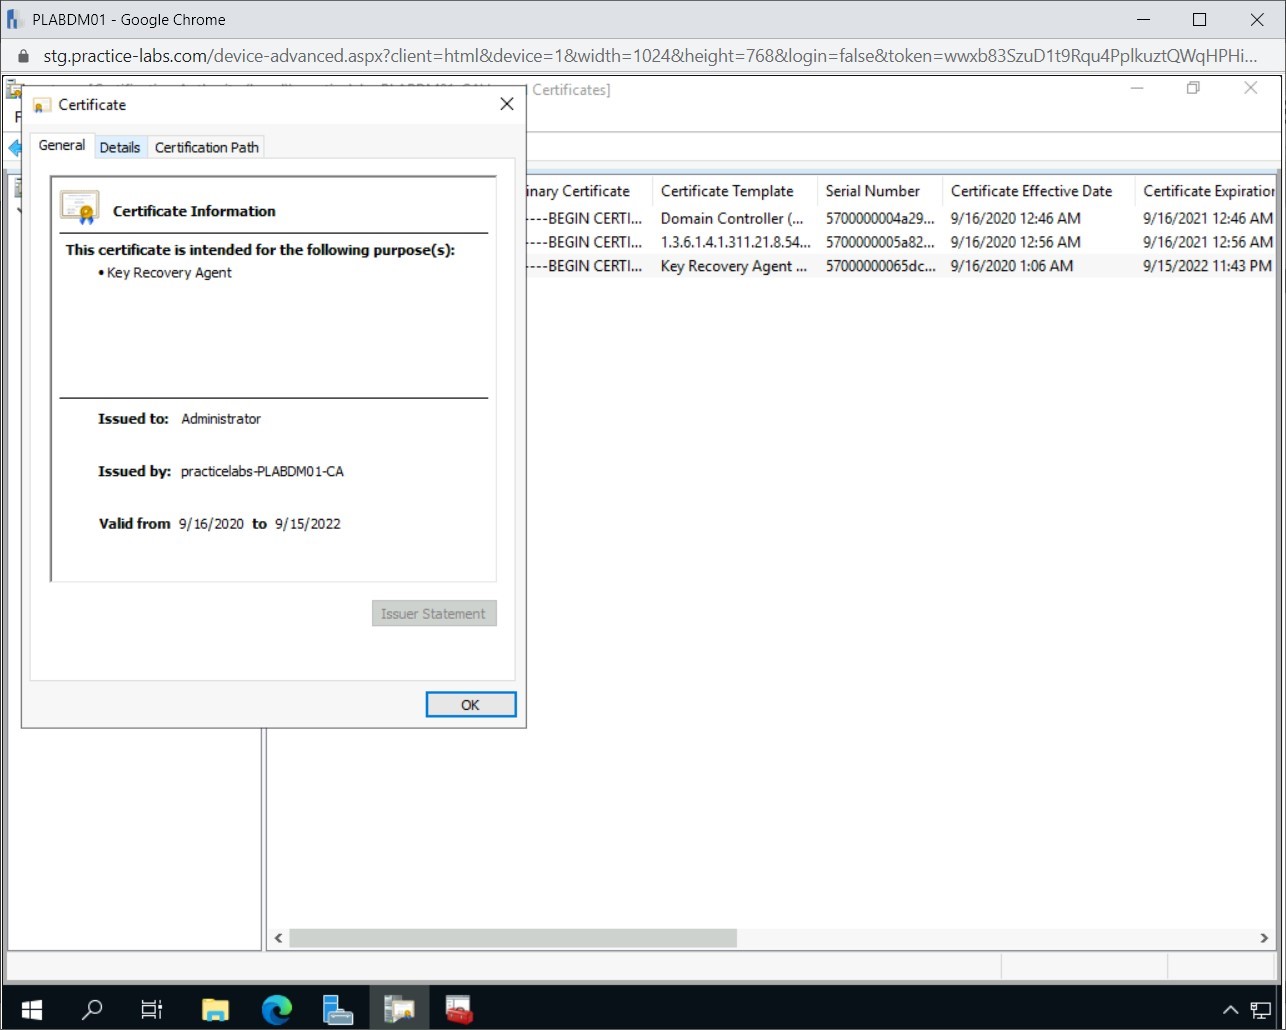 PLABDM01 - Google Chrome
stg.practice-labs.com/device-advanced.aspx?client=html&device=1&width=1024&height=768&login=false&token=wwxb83SzuD1t9Rqu4PplkuztQWqHPHi...
Certificates]
Certificate
F
General Details Certification Path
Certificate Information
This certificate is intended for the following purpose(s):
• Key Recovery Agent
Issued to: Administrator
Issued by: practicelabs-PLABDM01-CA
Valid from 9/16/2020 to 9/15/2022
Issuer Statement
OK
inary Certificate Certificate Template Serial Number Certificate Effective Date Certificate Expiration
----BEGIN CERTI... Domain Controller (... 5700000004a29... 9/16/2020 12:46 AM 9/16/2021 12:46 AM
----BEGIN CERTI... 1.3.6.1.4.1.311.21.8.54... 5700000005a82... 9/16/2020 12:56 AM 9/16/2021 12:56 AM
----BEGIN CERTI... Key Recovery Agent ... 57000000065dc... 9/16/2020 1:06 AM 9/15/2022 11:43 PM